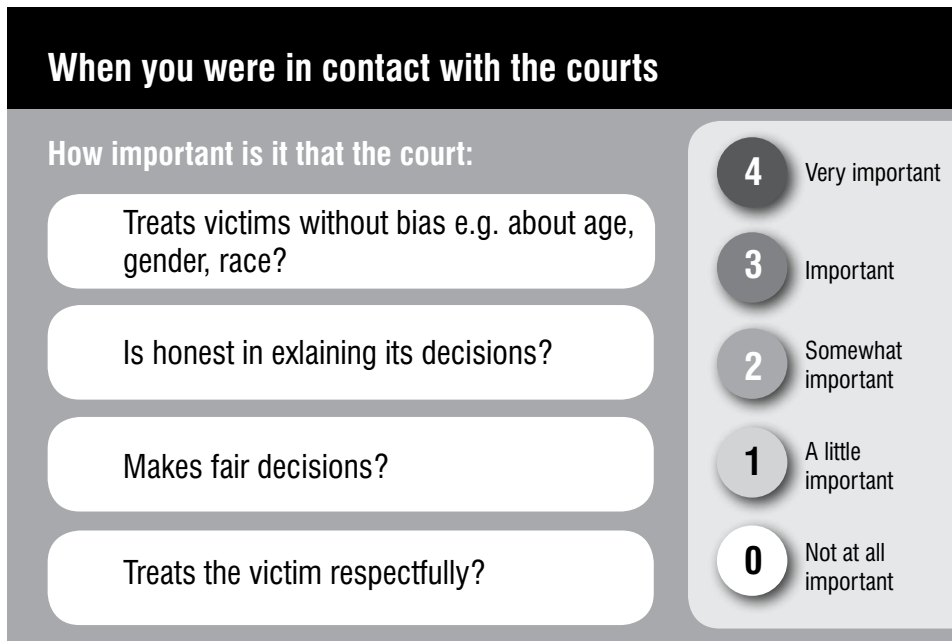 When you were in contact with the courts
How important is it that the court:
Treats victims without bias e.g. about age,
gender, race?
Is honest in exlaining its decisions?
Makes fair decisions?
Treats the victim respectfully?
4 Very important
3 Important
2 Somewhat
important
1 A little
important
0 Not at all
important